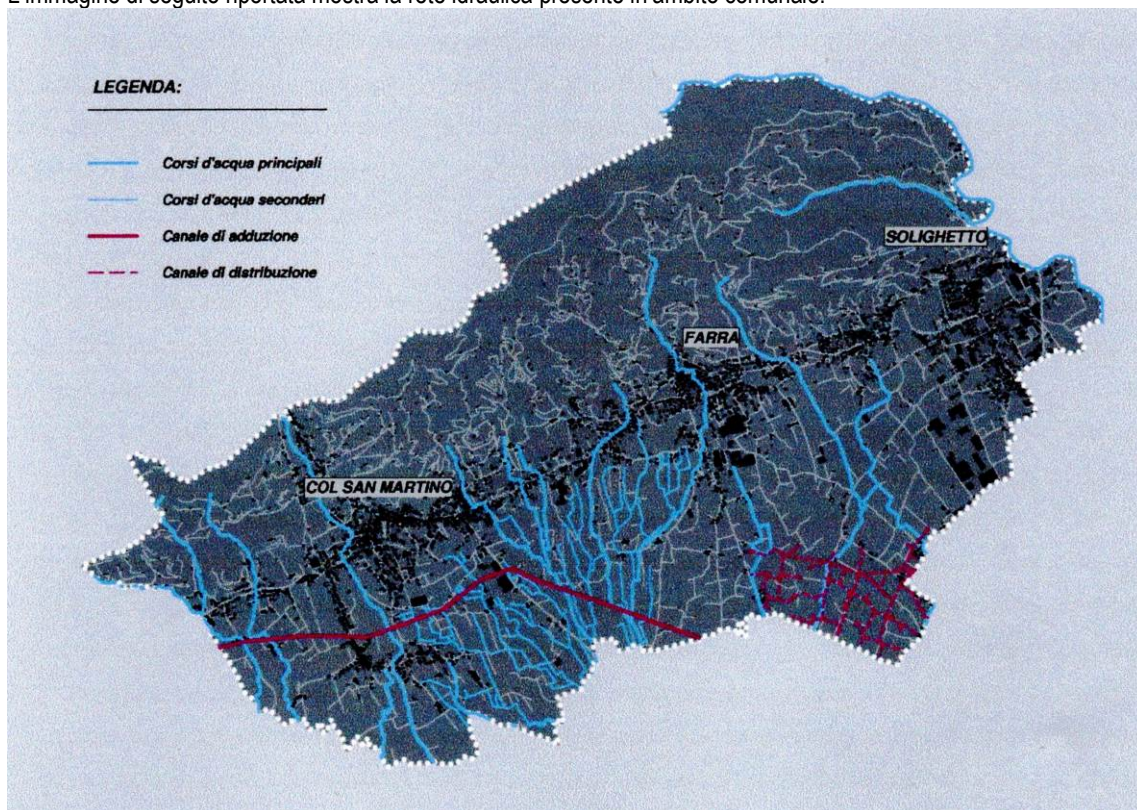 L'immagine di seguito riportata mostra la rete idraulica presente in ambito comunale.
LEGENDA:
Corsi d'acqua principali
Corsi d'acqua secondari
Canale di adduzione
Canale di distribuzione
SOLIGHETTO
FARRA
COL SAN MARTINO